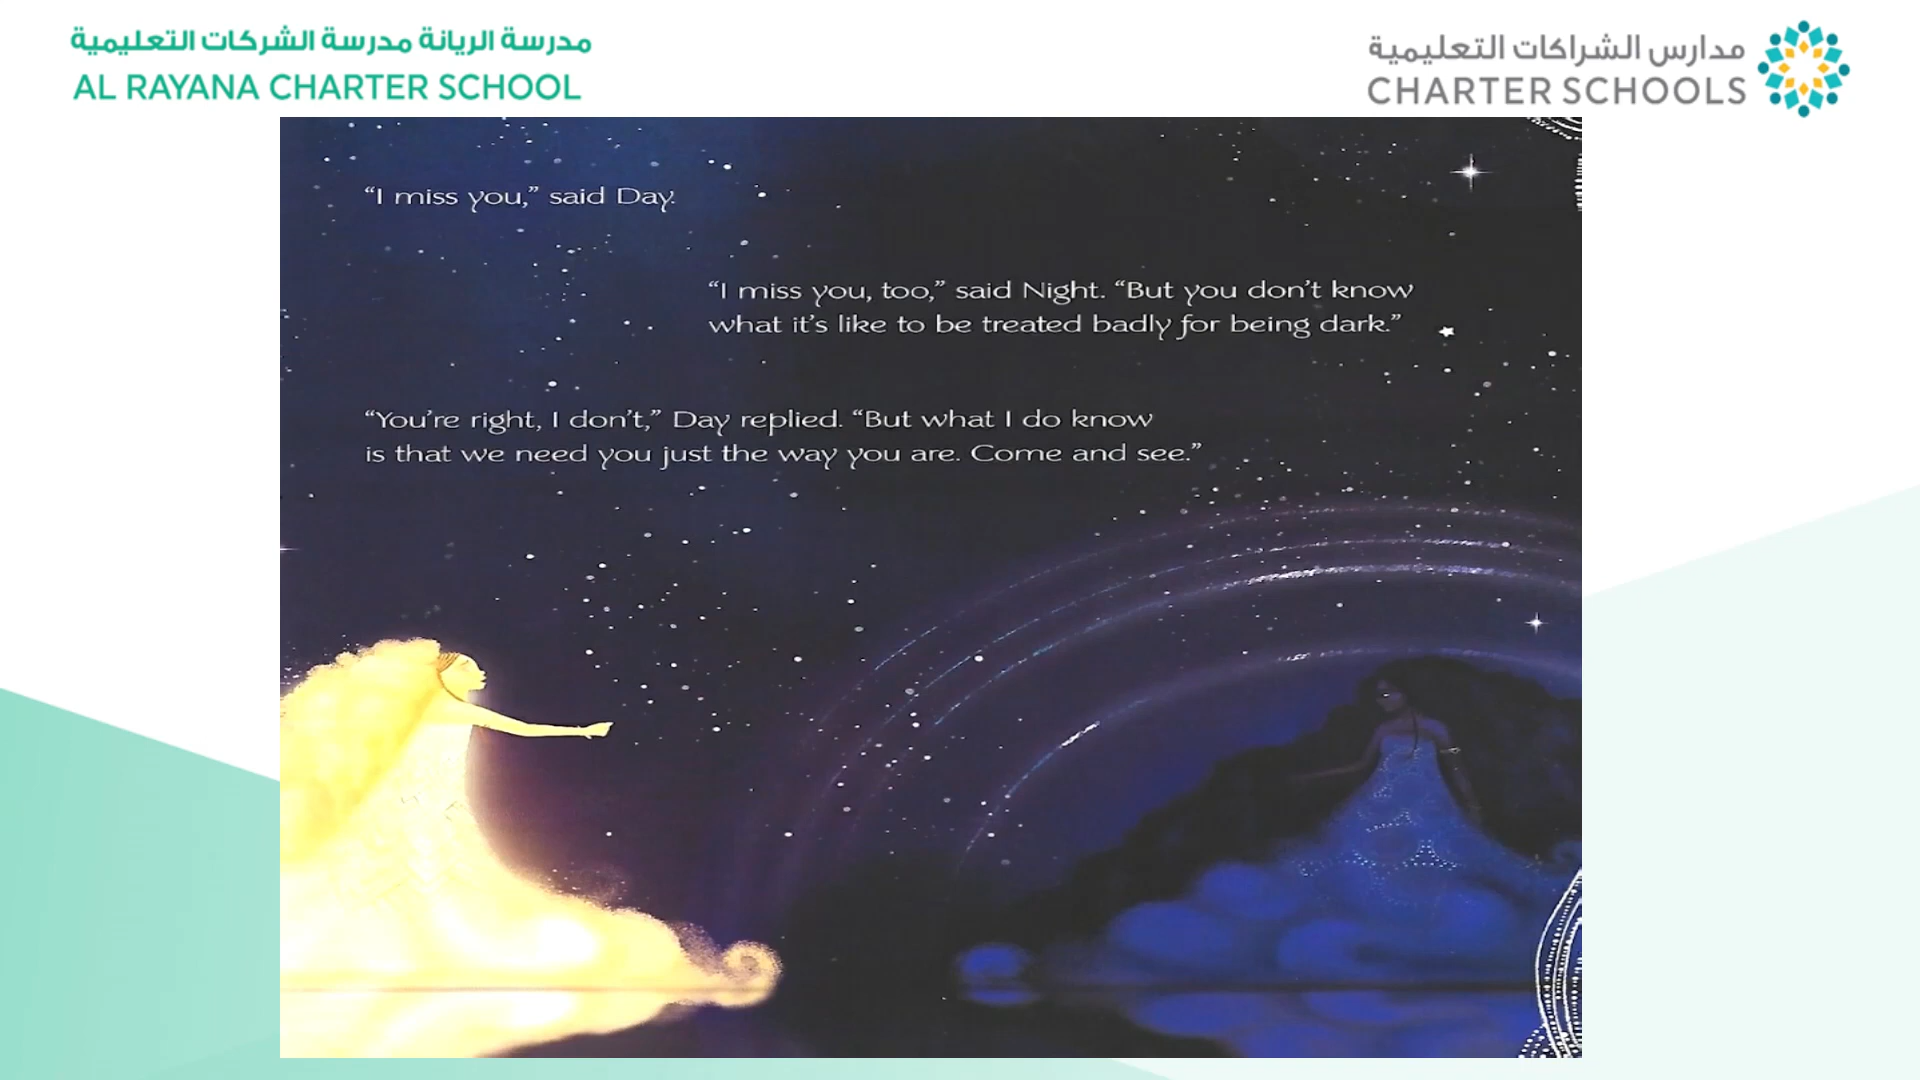 مدرسة الريانة مدرسة الشركات التعليمية
AL RAYANA CHARTER SCHOOL
مدارس الشراكات التعليمية
CHARTER SCHOOLS
“I miss you,” said Day.
“I miss you, too,” said Night. “But you don’t know
what it’s like to be treated badly for being dark.”
“You’re right, I don’t,” Day replied. “But what I do know
is that we need you just the way you are. Come and see.”